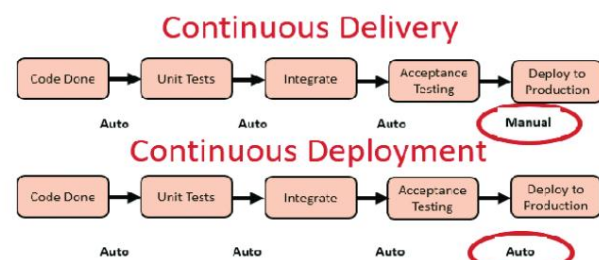 Continuous Delivery
Code Done
Unit Tests
Integrate
Acceptance
Testing
Deploy to
Production
Auto
Auto
Auto
Manual
Continuous Deployment
Code Done
Unit Tests
Integrate
Acceptance
Testing
Deploy to
Production
Auto
Auto
Auto
Auto